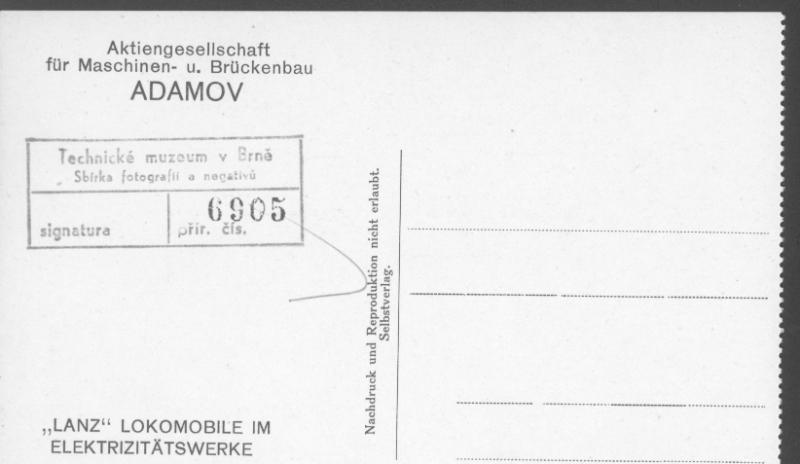 Aktiengesellschaft
für Maschinen- u. Brückenbau
ADAMOV
Technické muzeum v Brně
Sbírka fotografií a negativů
6905
signatura
přír. čís.
Nachdruck und Reproduktion nicht erlaubt.
Selbstverlag.
„LANZ“ LOKOMOBILE IM
ELEKTRIZITÄTSWERKE